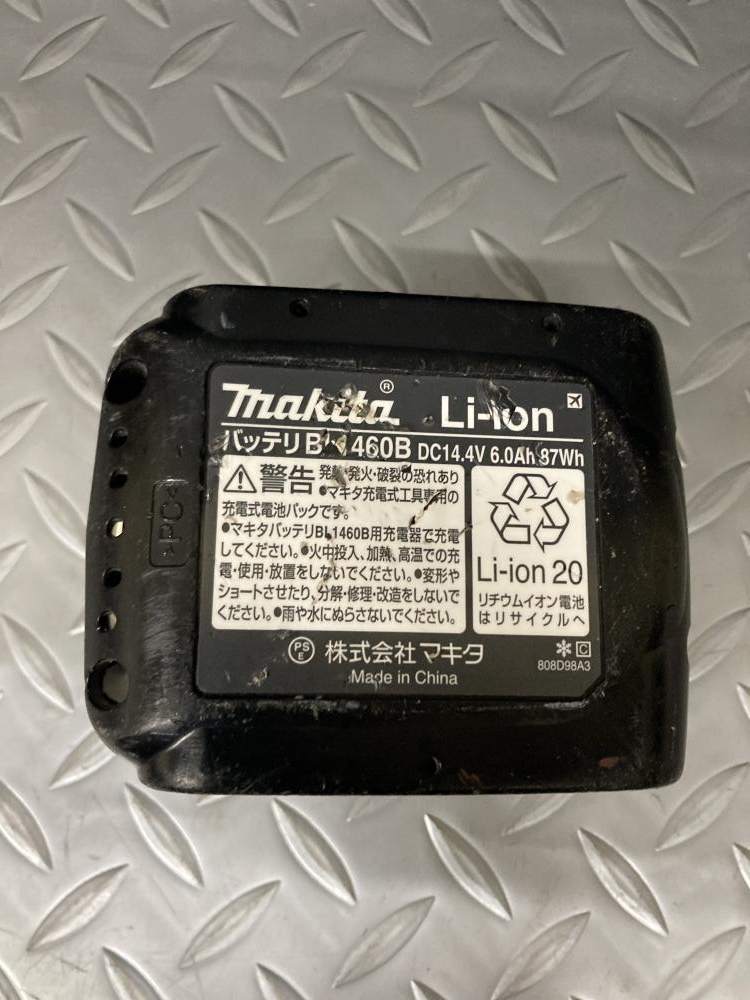 makita® Li-ion
バッテリ BL1460B DC14.4V 6.0Ah 87Wh
警告 発熱・発火・破裂の恐れあり
●マキタ充電式工具専用の
充電式電池パックです。
●マキタバッテリBL1460B用充電器で充電
してください。●火中投入、加熱、高温での充
電・使用・放置をしないでください。●変形や
ショートさせたり、分解・修理・改造をしないで
ください。●雨や水にぬらさないでください。
Li-ion 20
リチウムイオン電池
はリサイクルへ
PSE 株式会社マキタ
Made in China
✻ C
808D98A3
>PC<